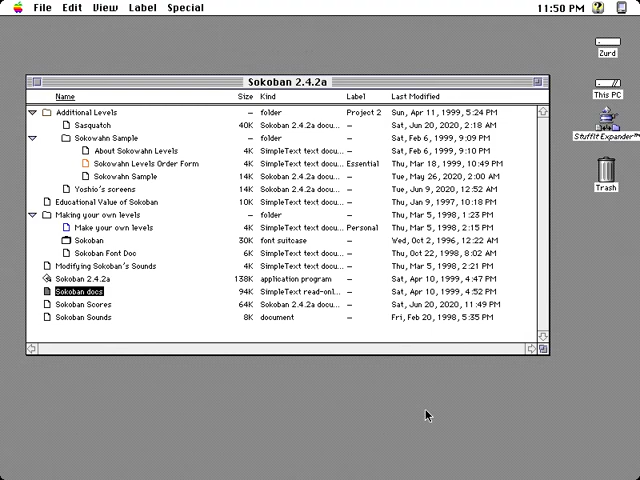 File Edit View Label Special 11:50 PM
Sokoban 2.4.2a
Name Size Kind Label Last Modified
Additional Levels – folder Project 2 Sun, Apr 11, 1999, 5:24 PM
Sasquatch 40K Sokoban 2.4.2a docu... – Sat, Jun 20, 2020, 2:18 AM
Sokowahn Sample – folder – Sat, Feb 6, 1999, 9:09 PM
About Sokowahn Levels 4K SimpleText text docu... – Sat, Feb 6, 1999, 9:10 PM
Sokowahn Levels Order Form 4K SimpleText text docu... Essential Thu, Mar 18, 1999, 10:49 PM
Sokowahn Sample 14K Sokoban 2.4.2a docu... – Tue, May 26, 2020, 2:00 AM
Yoshio's screens 14K Sokoban 2.4.2a docu... – Tue, Jun 9, 2020, 12:52 AM
Educational Value of Sokoban 10K SimpleText text docu... – Thu, Jan 9, 1997, 10:18 PM
Making your own levels – folder – Thu, Mar 5, 1998, 1:23 PM
Make your own levels 4K SimpleText text docu... Personal Thu, Mar 5, 1998, 2:15 PM
Sokoban 30K font suitcase – Wed, Oct 2, 1996, 12:22 AM
Sokoban Font Doc 6K SimpleText text docu... – Thu, Oct 22, 1998, 8:02 AM
Modifying Sokoban's Sounds 4K SimpleText text docu... – Thu, Mar 5, 1998, 2:21 PM
Sokoban 2.4.2a 138K application program – Sat, Apr 10, 1999, 4:47 PM
Sokoban docs 94K SimpleText read-onl... – Sat, Apr 10, 1999, 4:52 PM
Sokoban Scores 64K Sokoban 2.4.2a docu... – Sat, Jun 20, 2020, 11:49 PM
Sokoban Sounds 8K document – Fri, Feb 20, 1998, 5:35 PM
Zurd
This PC
StuffIt Expander™
Trash